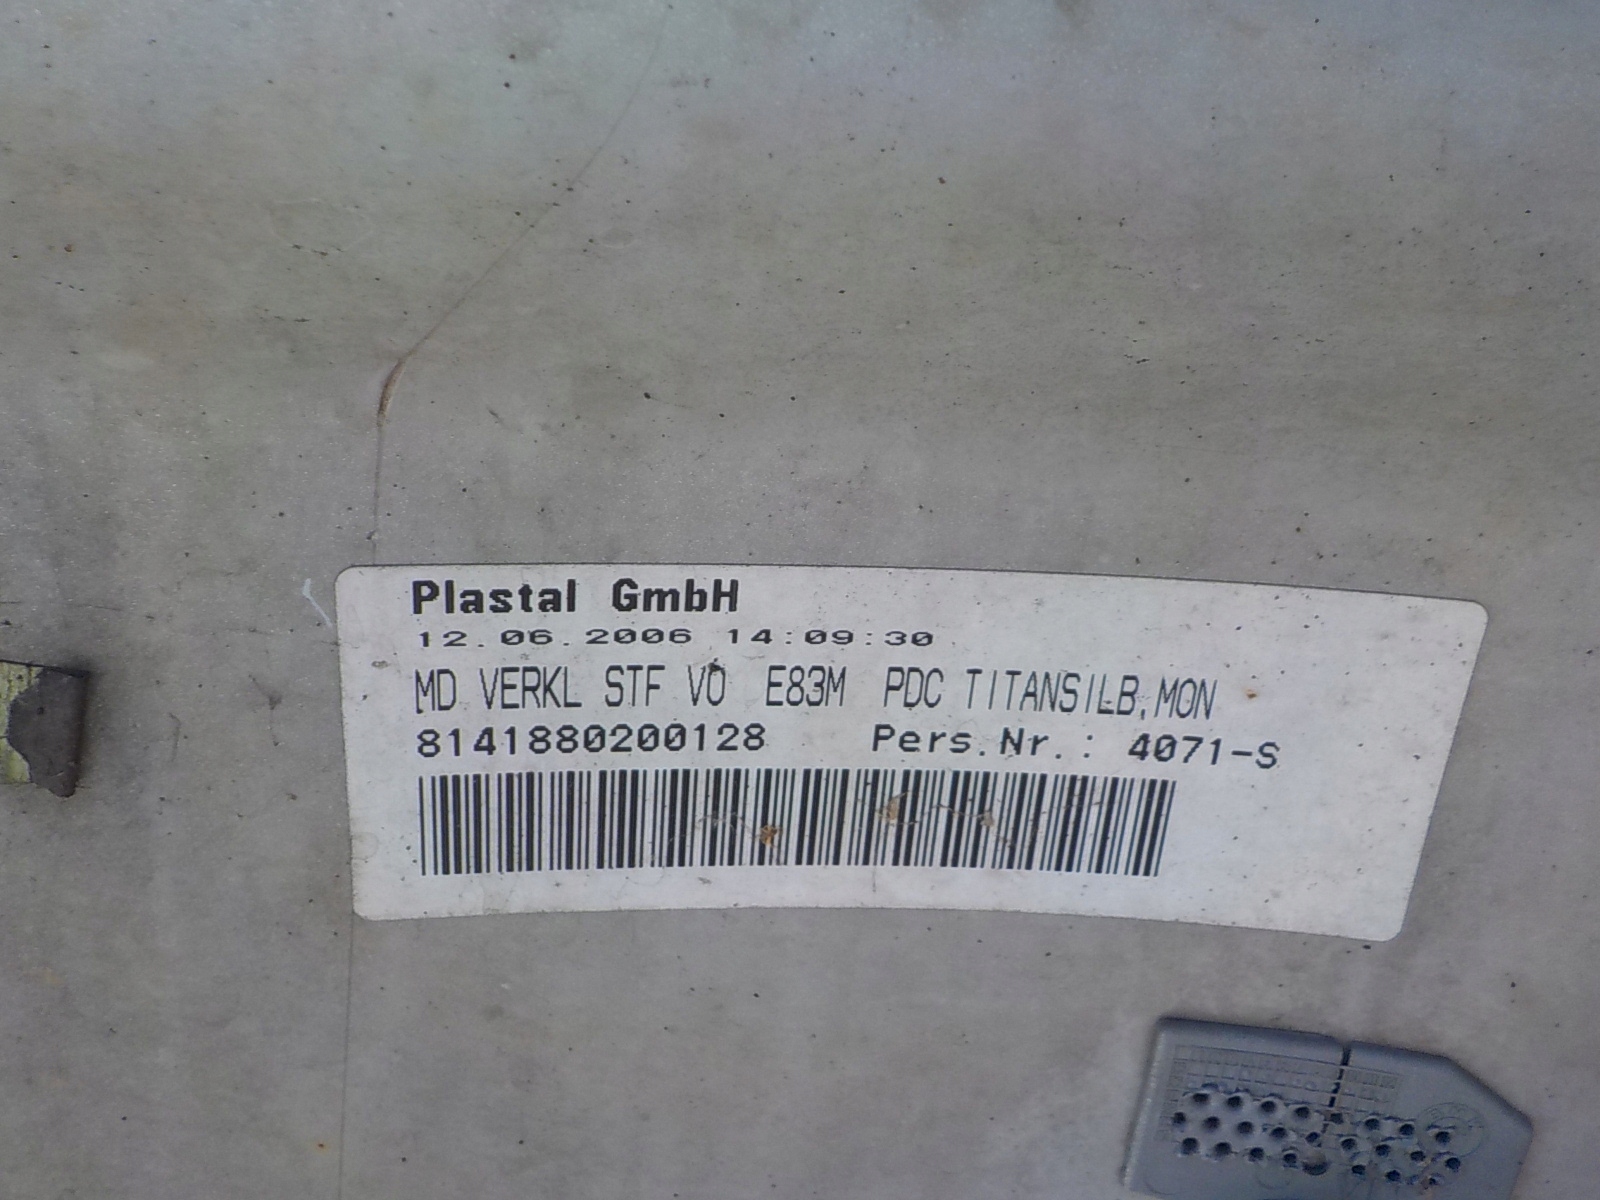 Plastal GmbH
12.06.2006 14:09:30
MD VERKL STF VO E83M PDC TITANSILB,MON
8141880200128 Pers.Nr.: 4071-S